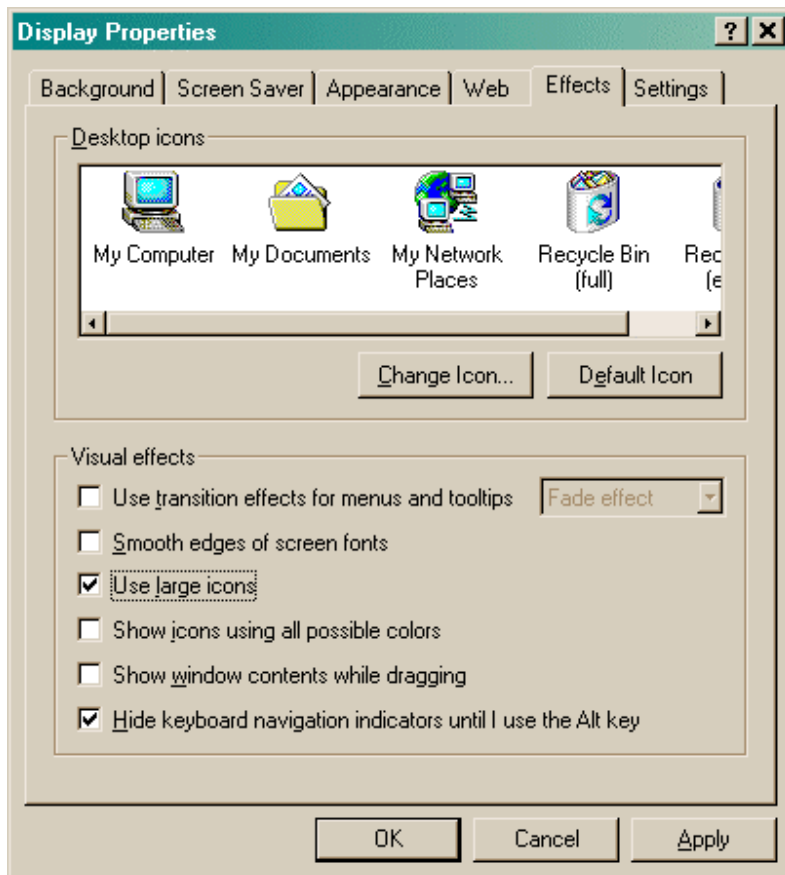 Display Properties
Background Screen Saver Appearance Web Effects Settings
Desktop icons
My Computer My Documents My Network Recycle Bin Rec
Places (full) (e
Change Icon... Default Icon
Visual effects
Use transition effects for menus and tooltips Fade effect
Smooth edges of screen fonts
Use large icons
Show icons using all possible colors
Show window contents while dragging
Hide keyboard navigation indicators until I use the Alt key
OK Cancel Apply